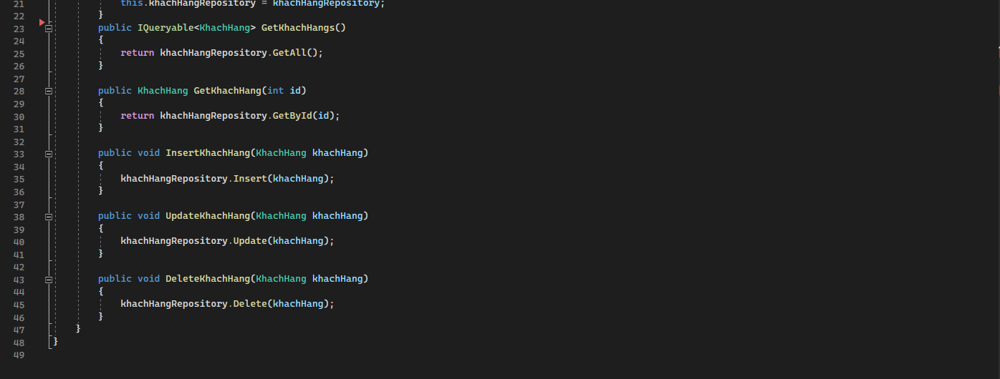 21 this.khachHangRepository = khachHangRepository;
22 }
23 public IQueryable<KhachHang> GetKhachHangs()
24 {
25 return khachHangRepository.GetAll();
26 }
27
28 public KhachHang GetKhachHang(int id)
29 {
30 return khachHangRepository.GetById(id);
31 }
32
33 public void InsertKhachHang(KhachHang khachHang)
34 {
35 khachHangRepository.Insert(khachHang);
36 }
37
38 public void UpdateKhachHang(KhachHang khachHang)
39 {
40 khachHangRepository.Update(khachHang);
41 }
42
43 public void DeleteKhachHang(KhachHang khachHang)
44 {
45 khachHangRepository.Delete(khachHang);
46 }
47 }
48 }
49